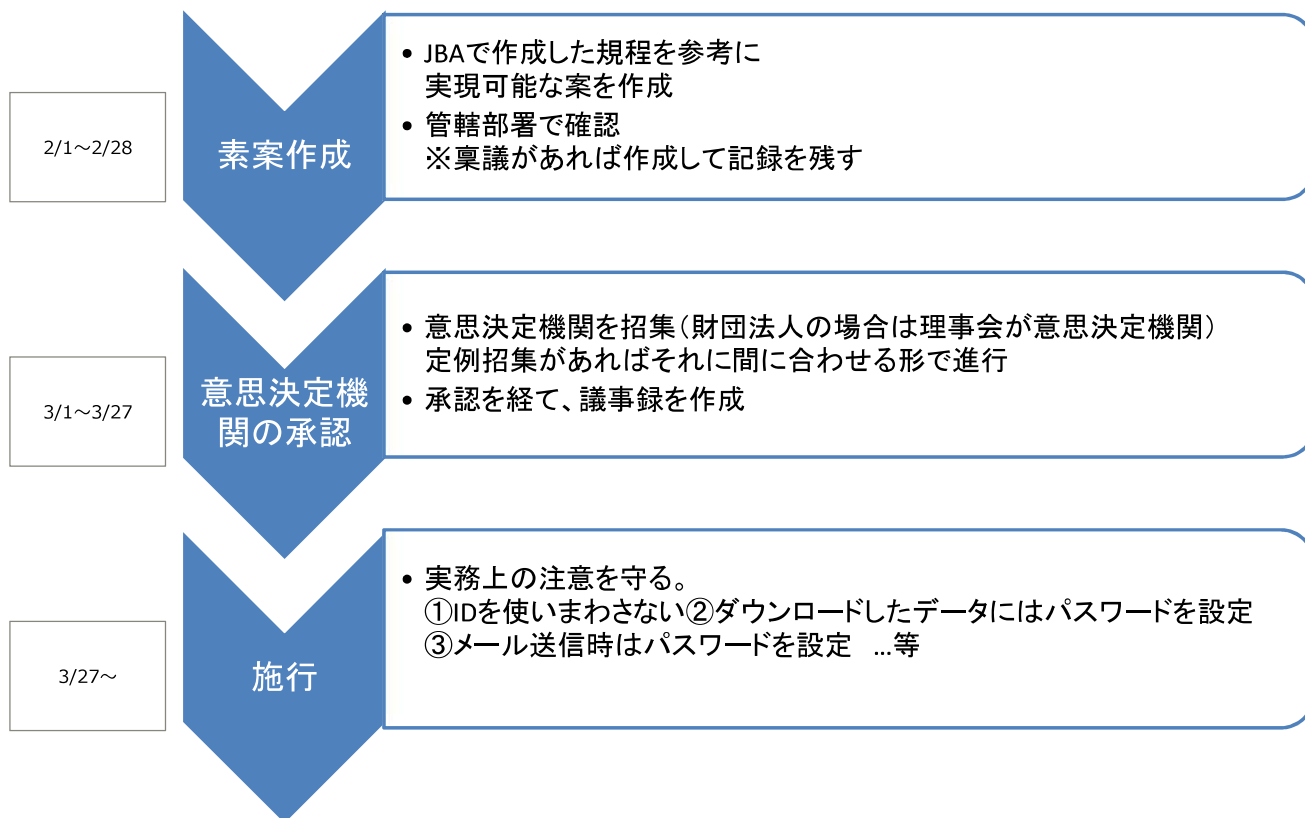 2/1～2/28
素案作成
• JBAで作成した規程を参考に
実現可能な案を作成
• 管轄部署で確認
※稟議があれば作成して記録を残す
3/1～3/27
意思決定機
関の承認
• 意思決定機関を招集（財団法人の場合は理事会が意思決定機関）
定例招集があればそれに間に合わせる形で進行
• 承認を経て、議事録を作成
3/27～
施行
• 実務上の注意を守る。
①IDを使いまわさない②ダウンロードしたデータにはパスワードを設定
③メール送信時はパスワードを設定　…等